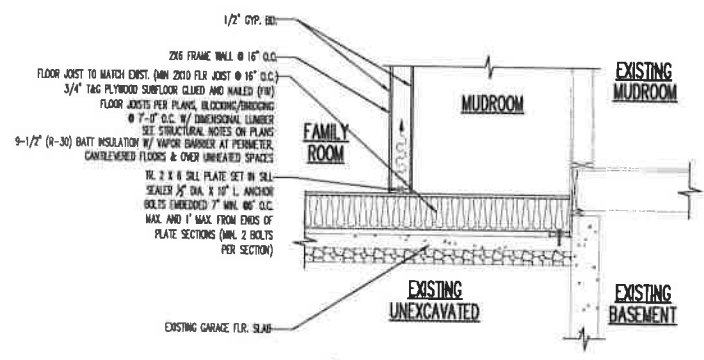 1/2" GYP. BD.
2X6 FRAME WALL @ 16" O.C.
FLOOR JOIST TO MATCH EXIST. (MIN 2X10 FLR JOIST @ 16" O.C.)
3/4" T&G PLYWOOD SUBFLOOR GLUED AND NAILED (FW)
FLOOR JOISTS PER PLANS, BLOCKING/BRIDGING
@ 7'-0" O.C. W/ DIMENSIONAL LUMBER
SEE STRUCTURAL NOTES ON PLANS
9-1/2" (R-30) BATT INSULATION W/ VAPOR BARRIER AT PERIMETER,
CANTILEVERED FLOORS & OVER UNHEATED SPACES
TR. 2 X 6 SILL PLATE SET IN SILL
SEALER ½" DIA. X 10" L. ANCHOR
BOLTS EMBEDDED 7" MIN. @6' O.C.
MAX. AND 1' MAX. FROM ENDS OF
PLATE SECTIONS (MIN. 2 BOLTS
PER SECTION)
EXISTING GARAGE FLR. SLAB
FAMILY
ROOM
MUDROOM
EXISTING
MUDROOM
EXISTING
UNEXCAVATED
EXISTING
BASEMENT